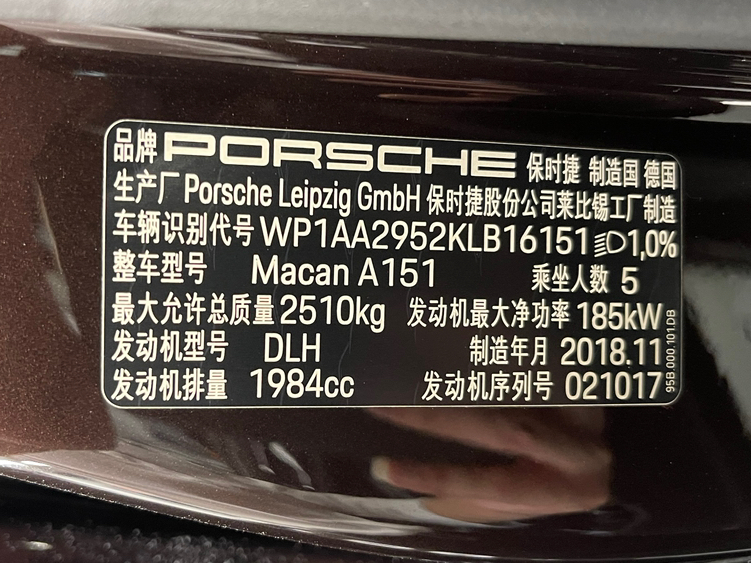 品牌 PORSCHE 保时捷 制造国 德国
生产厂 Porsche Leipzig GmbH 保时捷股份公司莱比锡工厂制造
车辆识别代号 WP1AA2952KLB16151 1,0%
整车型号 Macan A151 乘坐人数 5
最大允许总质量 2510kg 发动机最大净功率 185kW
发动机型号 DLH 制造年月 2018.11
发动机排量 1984cc 发动机序列号 021017
95B.000.101.DB